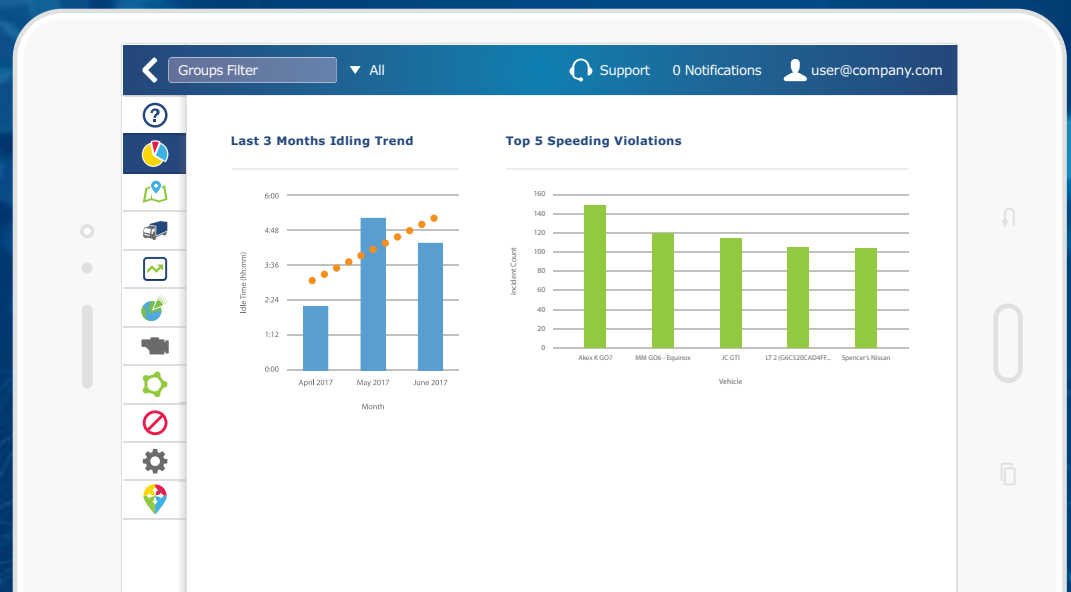 Groups Filter
▼ All
Support
0 Notifications
user@company.com
?
Last 3 Months Idling Trend
Idle Time (hh:mm)
6:00
4:48
3:36
2:24
1:12
0:00
April 2017
May 2017
June 2017
Month
Top 5 Speeding Violations
Incident Count
160
140
120
100
80
60
40
20
0
Akex K GO7
MM GO6 - Equinox
JC GTI
LT 2 (G6C520CAD4FF...
Spencer's Nissan
Vehicle